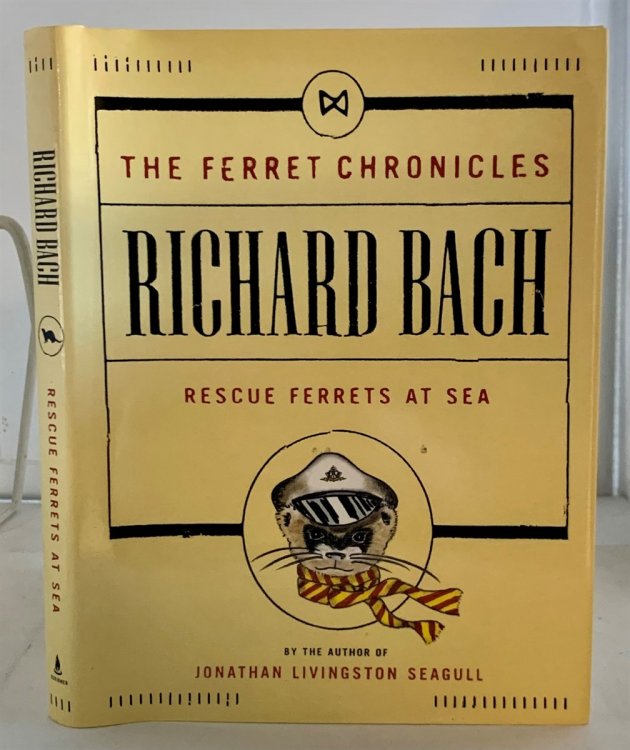 THE FERRET CHRONICLES
RICHARD BACH
RESCUE FERRETS AT SEA
BY THE AUTHOR OF
JONATHAN LIVINGSTON SEAGULL
RICHARD BACH
RESCUE FERRETS AT SEA
SCRIBNER